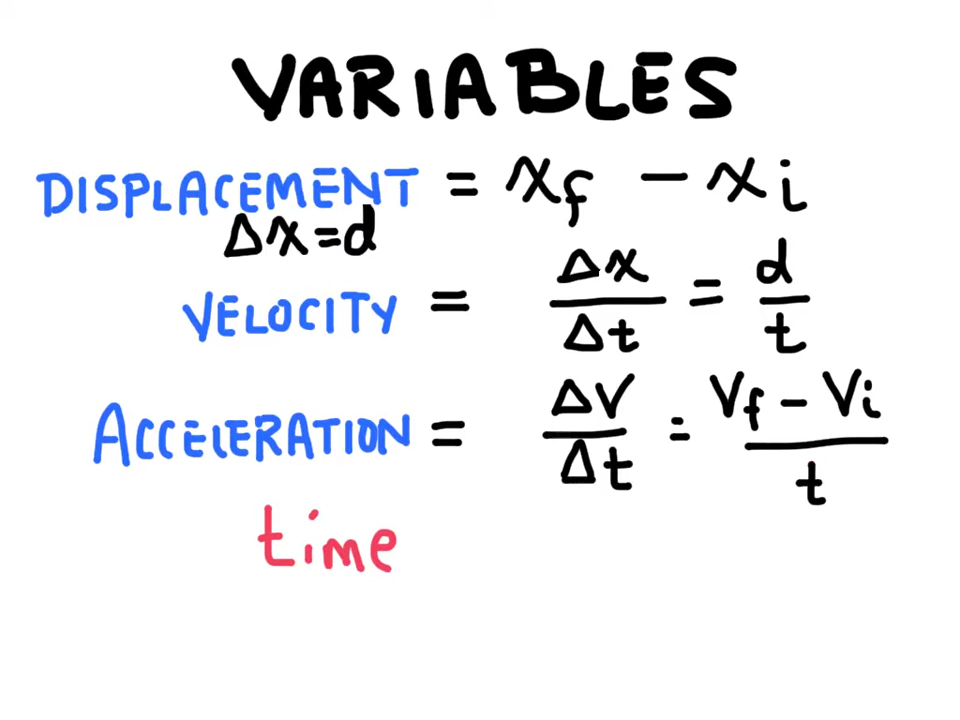 VARIABLES
DISPLACEMENT = xf - xi
Δx=d
VELOCITY = Δx/Δt = d/t
ACCELERATION = ΔV/Δt = Vf - Vi/t
time